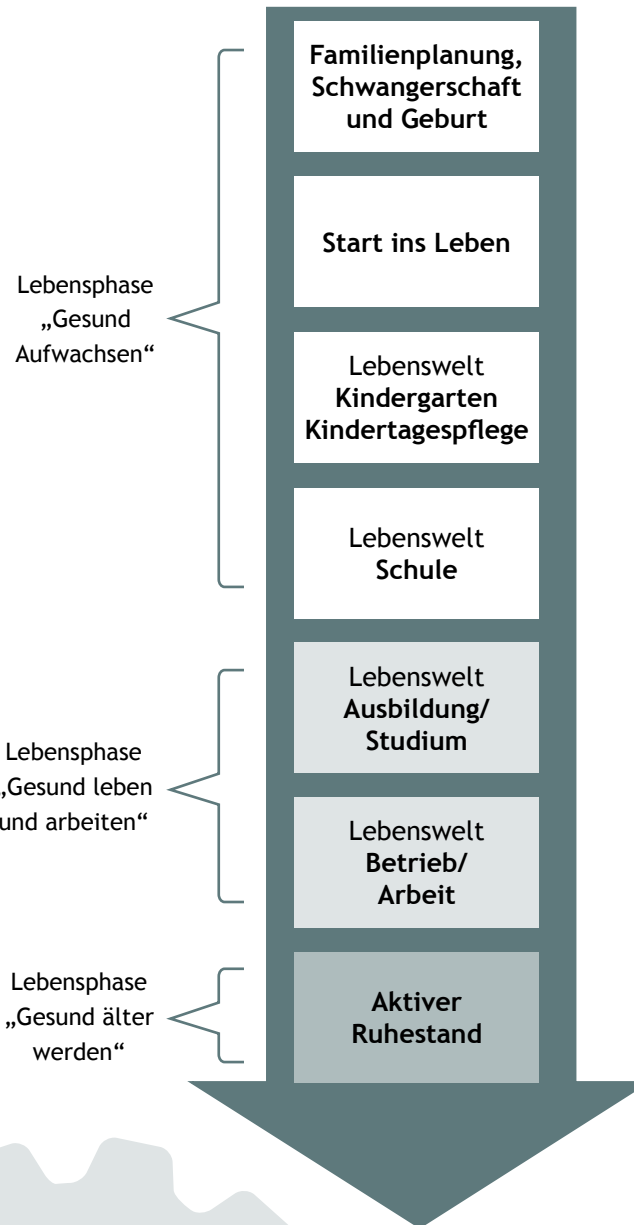 Familienplanung,
Schwangerschaft
und Geburt
Start ins Leben
Lebensphase
„Gesund
Aufwachsen“
Lebenswelt
Kindergarten
Kindertagespflege
Lebenswelt
Schule
Lebenswelt
Ausbildung/
Studium
Lebensphase
„Gesund leben
und arbeiten“
Lebenswelt
Betrieb/
Arbeit
Lebensphase
„Gesund älter
werden“
Aktiver
Ruhestand